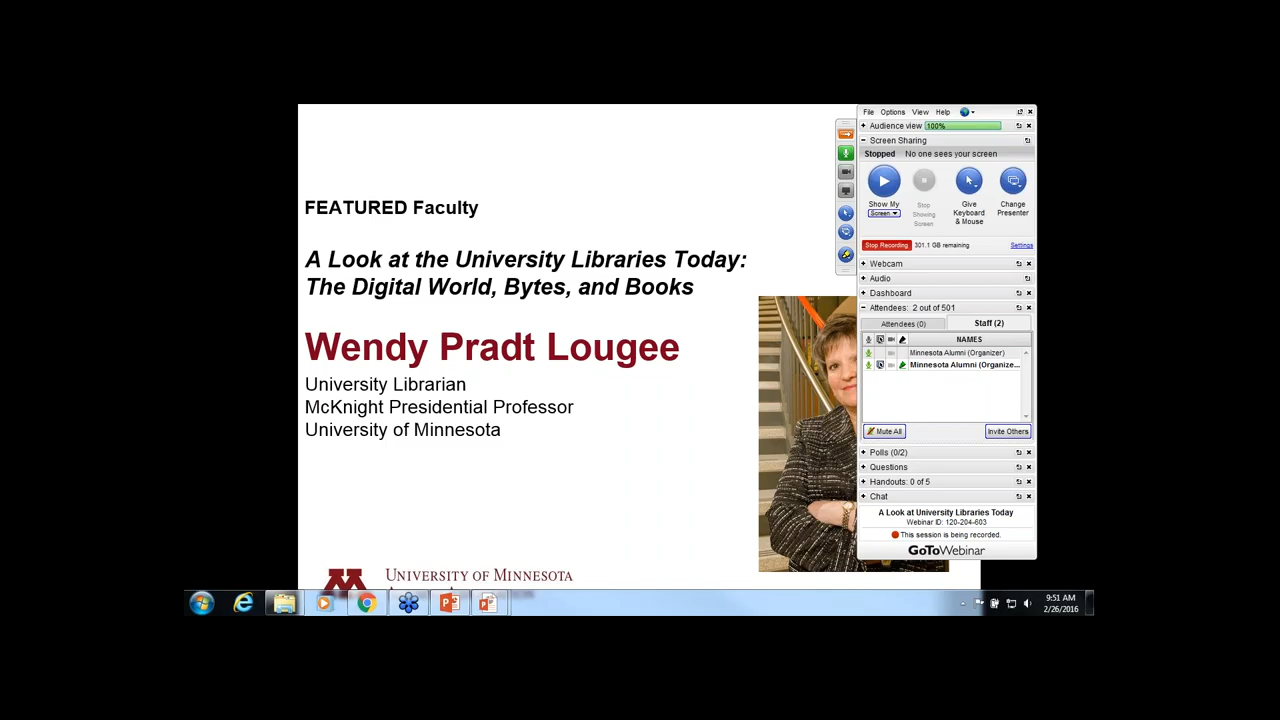 FEATURED Faculty
A Look at the University Libraries Today:
The Digital World, Bytes, and Books
Wendy Pradt Lougee
University Librarian
McKnight Presidential Professor
University of Minnesota
UNIVERSITY OF MINNESOTA
File Options View Help
Audience view 100%
Screen Sharing
Stopped No one sees your screen
Show My
Screen
Stop
Showing
Screen
Give
Keyboard
& Mouse
Change
Presenter
Stop Recording 301.1 GB remaining Settings
Webcam
Audio
Dashboard
Attendees: 2 out of 501
Attendees (0) Staff (2)
NAMES
Minnesota Alumni (Organizer)
Minnesota Alumni (Organize...
Mute All Invite Others
Polls (0/2)
Questions
Handouts: 0 of 5
Chat
A Look at University Libraries Today
Webinar ID: 120-204-603
This session is being recorded.
GoToWebinar
9:51 AM
2/26/2016